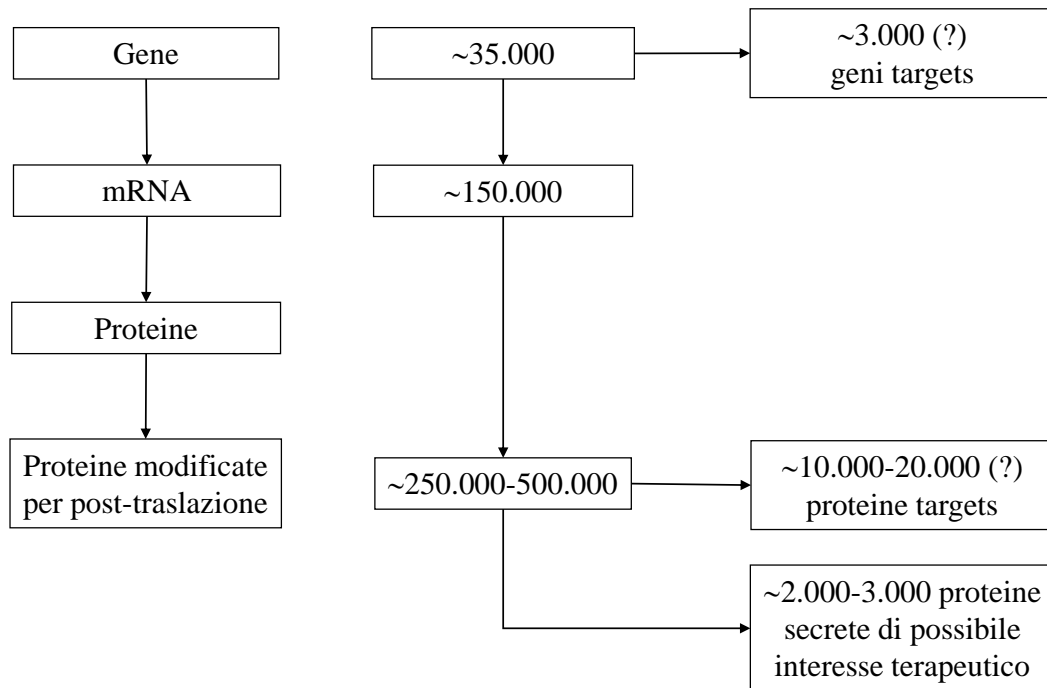 Gene
~35.000
~3.000 (?)
geni targets
mRNA
~150.000
Proteine
Proteine modificate
per post-traslazione
~250.000-500.000
~10.000-20.000 (?)
proteine targets
~2.000-3.000 proteine
secrete di possibile
interesse terapeutico